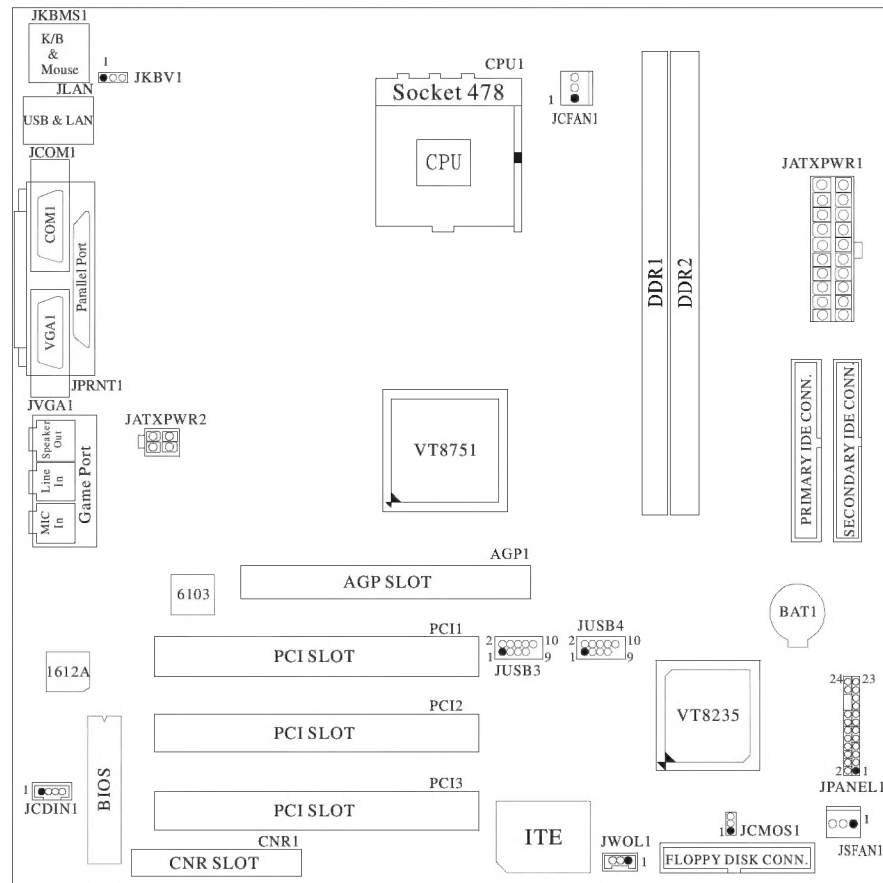 JKBMS1
K/B
&
Mouse
1
JKBV1
JLAN
USB & LAN
JCOM1
COM1
Parallel Port
VGA1
JPRNT1
JVGA1
Speaker
Out
Line
In
MIC
In
Game Port
JATXPWR2
CPU1
Socket 478
CPU
1
JCFAN1
DDR1
DDR2
JATXPWR1
VT8751
PRIMARY IDE CONN.
SECONDARY IDE CONN.
AGP1
AGP SLOT
6103
BAT1
PCI1
PCI SLOT
2
10
1
9
JUSB3
JUSB4
2
10
1
9
1612A
VT8235
24
23
2
1
JPANEL1
PCI2
PCI SLOT
BIOS
1
JCDIN1
PCI3
PCI SLOT
CNR1
CNR SLOT
ITE
JWOL1
1
1
JCMOS1
FLOPPY DISK CONN.
1
JSFAN1